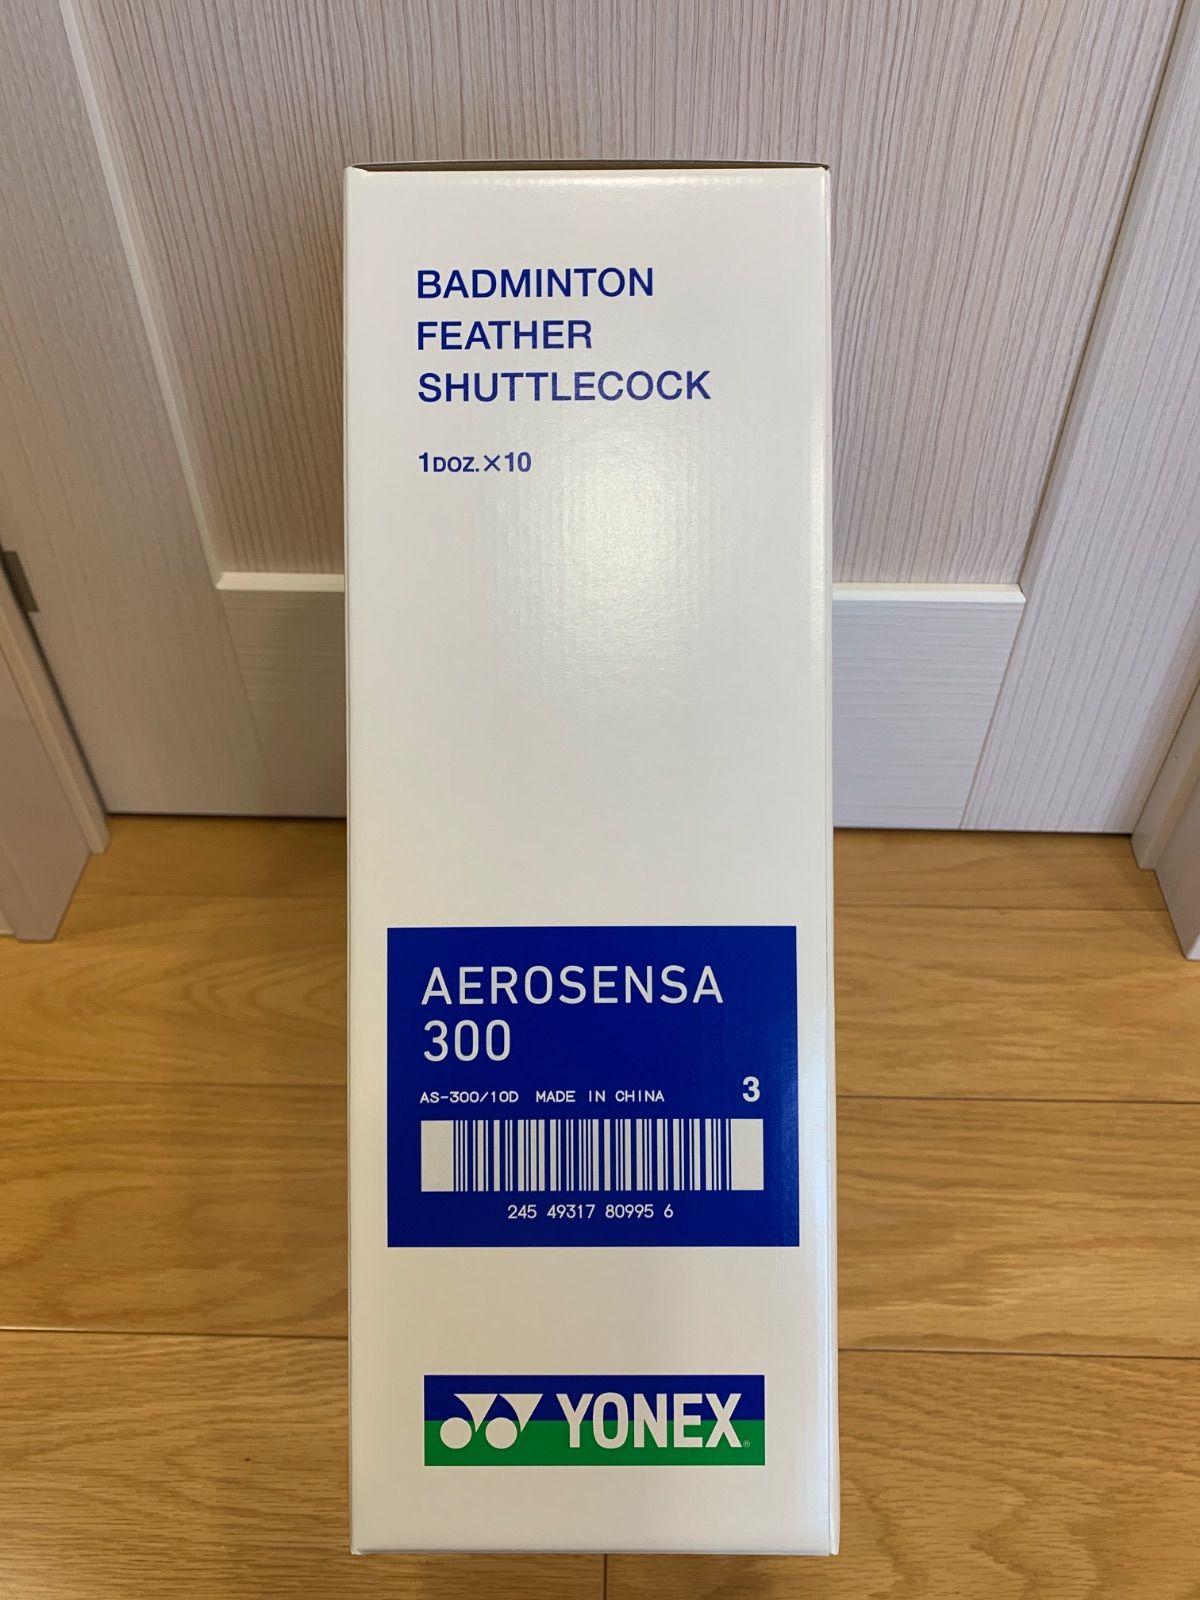 BADMINTON
FEATHER
SHUTTLECOCK
1DOZ.×10
AEROSENSA
300
AS-300/10D MADE IN CHINA 3
245 49317 80995 6
YONEX®